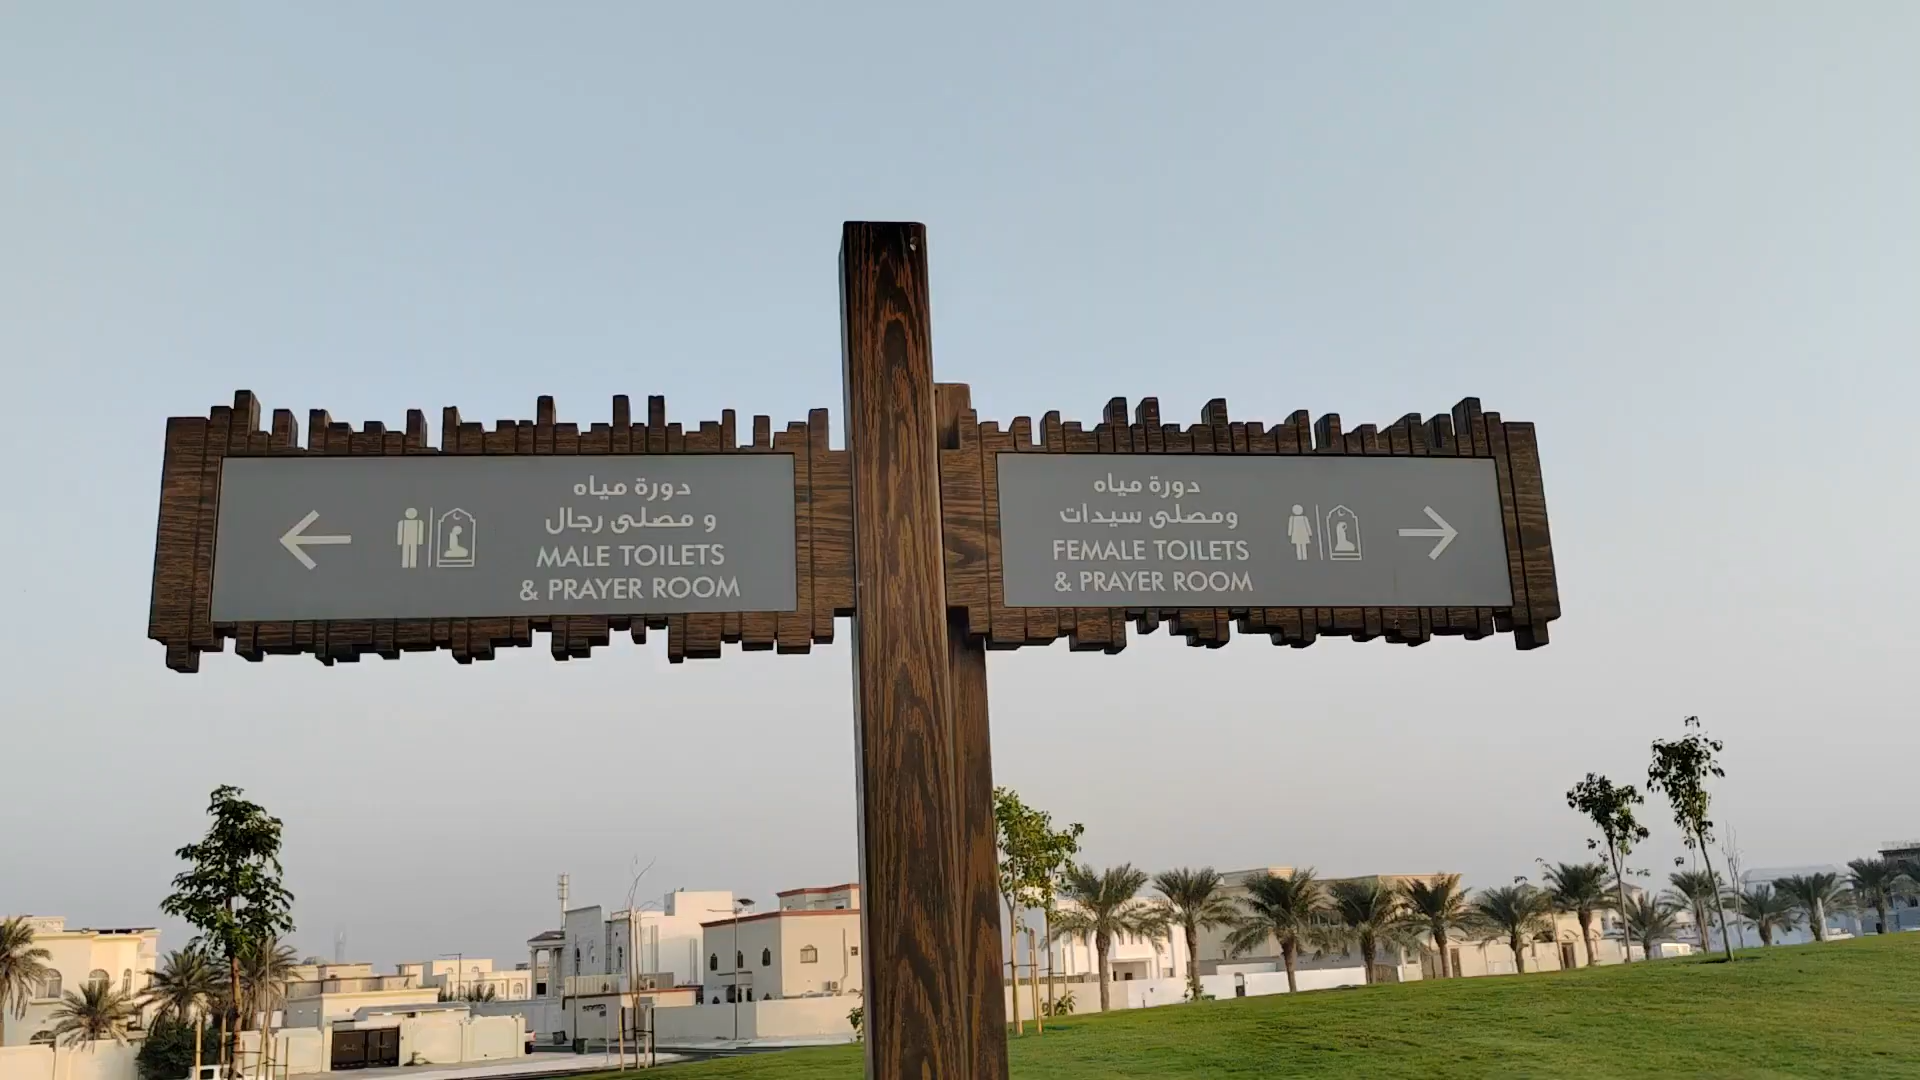 دورة مياه
و مصلى رجال
MALE TOILETS
& PRAYER ROOM
دورة مياه
ومصلى سيدات
FEMALE TOILETS
& PRAYER ROOM